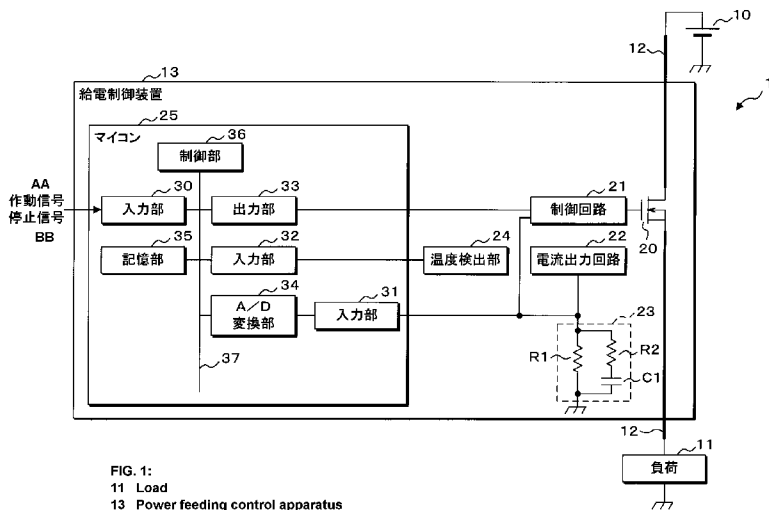 10
12
13
1
給電制御装置
25
マイコン
36
制御部
AA
作動信号
停止信号
BB
30
入力部
33
出力部
21
制御回路
20
35
記憶部
32
入力部
24
温度検出部
22
電流出力回路
34
A/D
変換部
31
入力部
23
R1
R2
C1
37
12
11
負荷
FIG. 1:
11 Load
13 Power feeding control apparatus